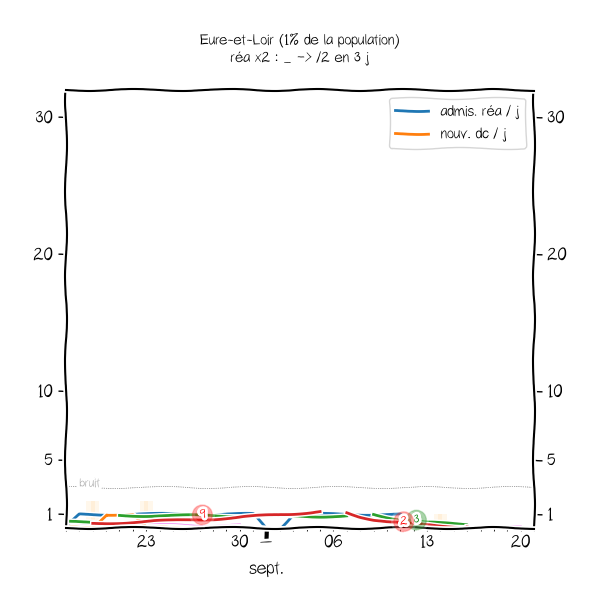 Eure-et-Loir (1% de la population)
réa x2 : _ -> /2 en 3 j
admis. réa / j
nouv. dc / j
30 30
20 20
10 10
5 5
bruit
1 1
9 2 3
23 30 06 13 20
sept.